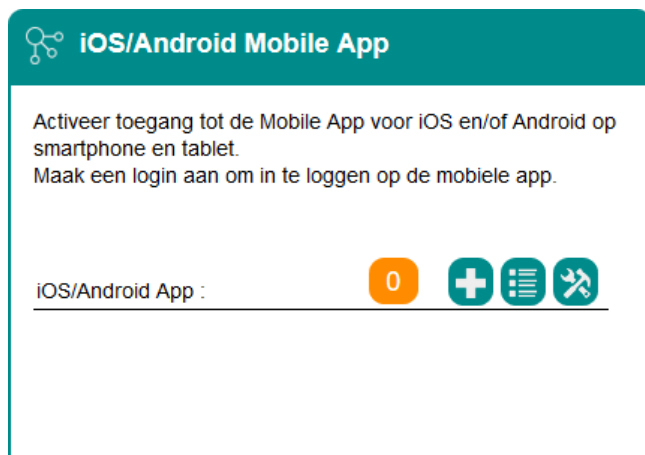 iOS/Android Mobile App
Activeer toegang tot de Mobile App voor iOS en/of Android op
smartphone en tablet.
Maak een login aan om in te loggen op de mobiele app.
iOS/Android App : 0